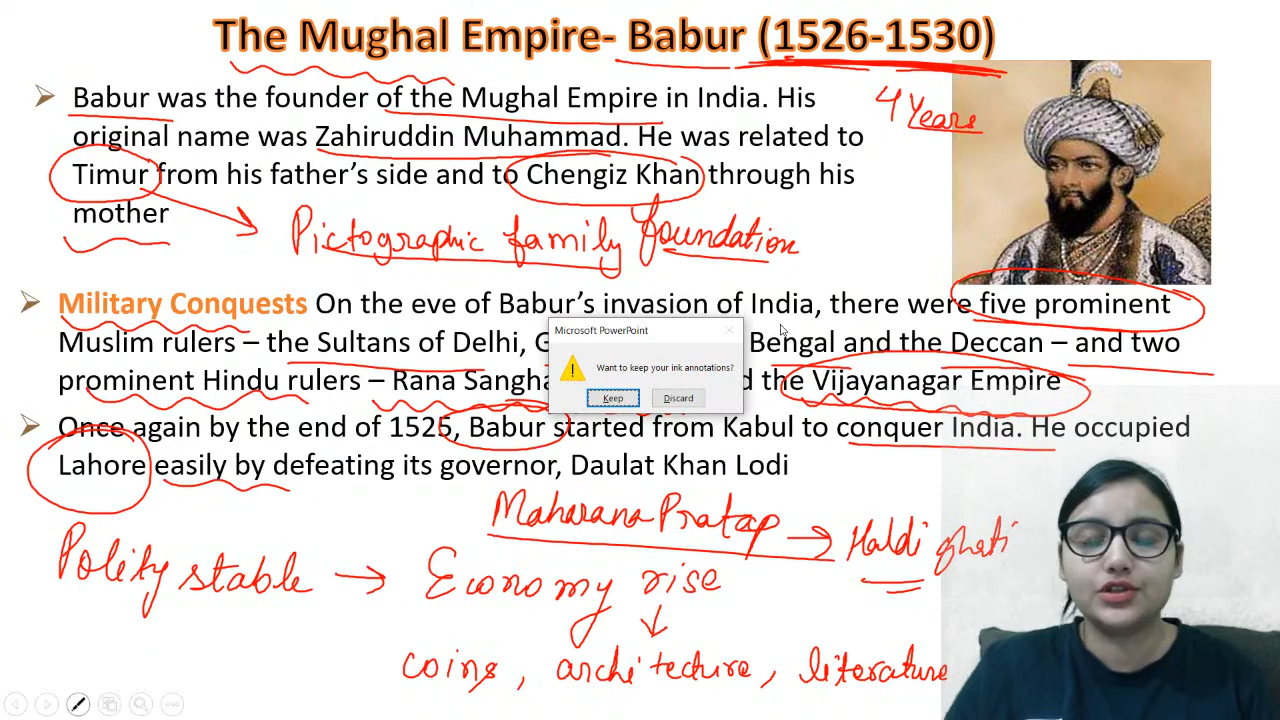 The Mughal Empire- Babur (1526-1530)
Babur was the founder of the Mughal Empire in India. His
4 Years
original name was Zahiruddin Muhammad. He was related to
Timur from his father's side and to Chengiz Khan through his
mother
Pictographic family foundation
Military Conquests On the eve of Babur's invasion of India, there were five prominent
Muslim rulers – the Sultans of Delhi, G Bengal and the Deccan – and two
prominent Hindu rulers – Rana Sangha d the Vijayanagar Empire
Microsoft PowerPoint
Want to keep your ink annotations?
Keep Discard
Once again by the end of 1525, Babur started from Kabul to conquer India. He occupied
Lahore easily by defeating its governor, Daulat Khan Lodi
Maharana Pratap → Haldi ghati
Polity stable → Economy rise
coins, architecture, literature